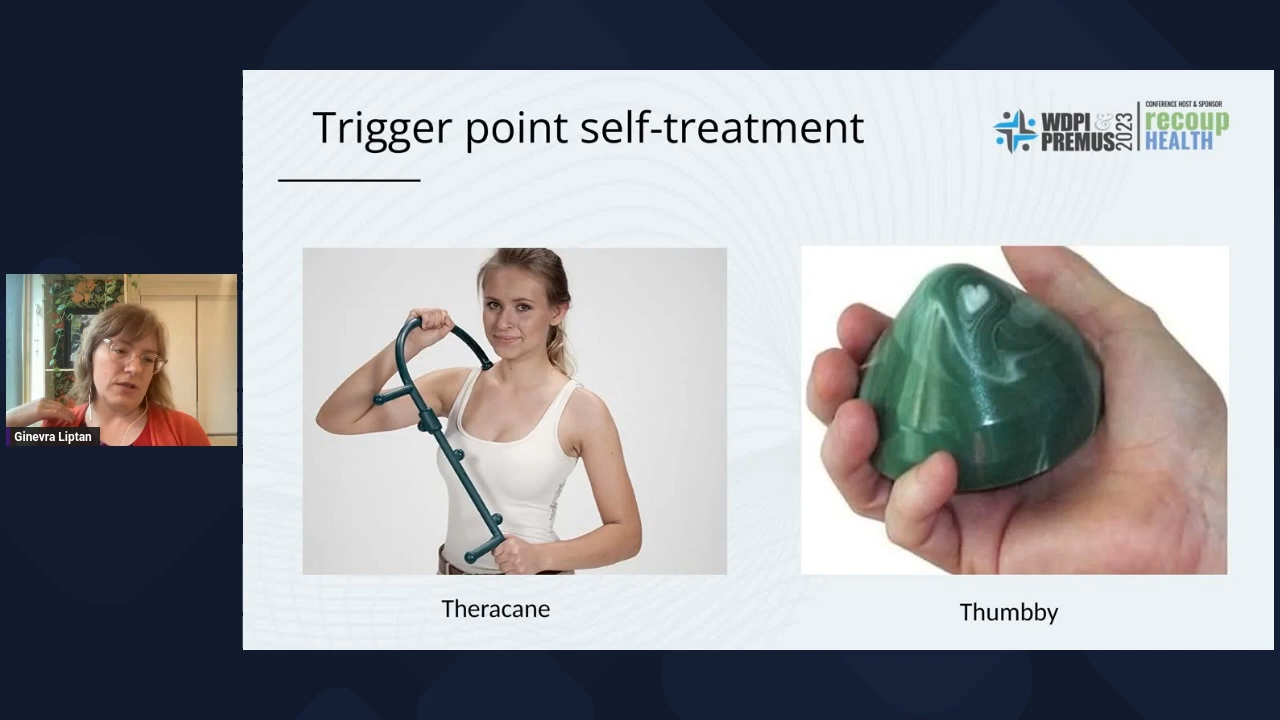 Trigger point self-treatment
WDPI &
PREMUS 2023
CONFERENCE HOST & SPONSOR
recoup
HEALTH
Ginevra Liptan
Theracane
Thumbby